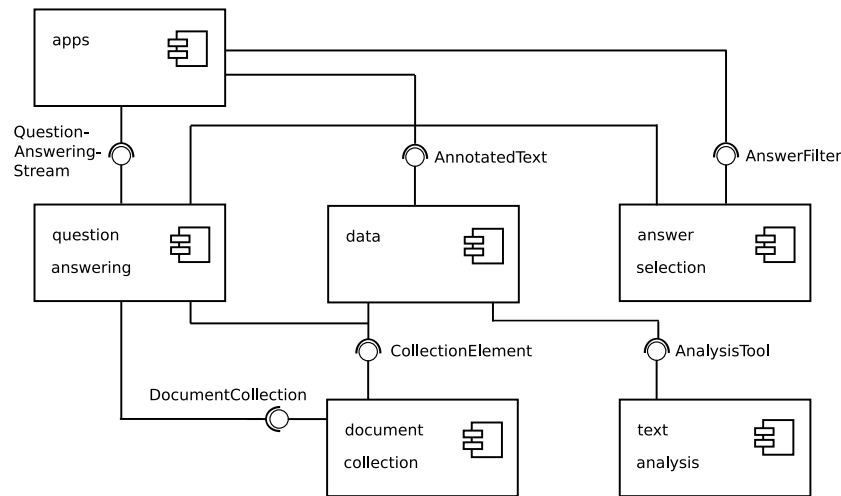 apps
Question-
Answering-
Stream
AnnotatedText
AnswerFilter
question
answering
data
answer
selection
CollectionElement
AnalysisTool
DocumentCollection
document
collection
text
analysis